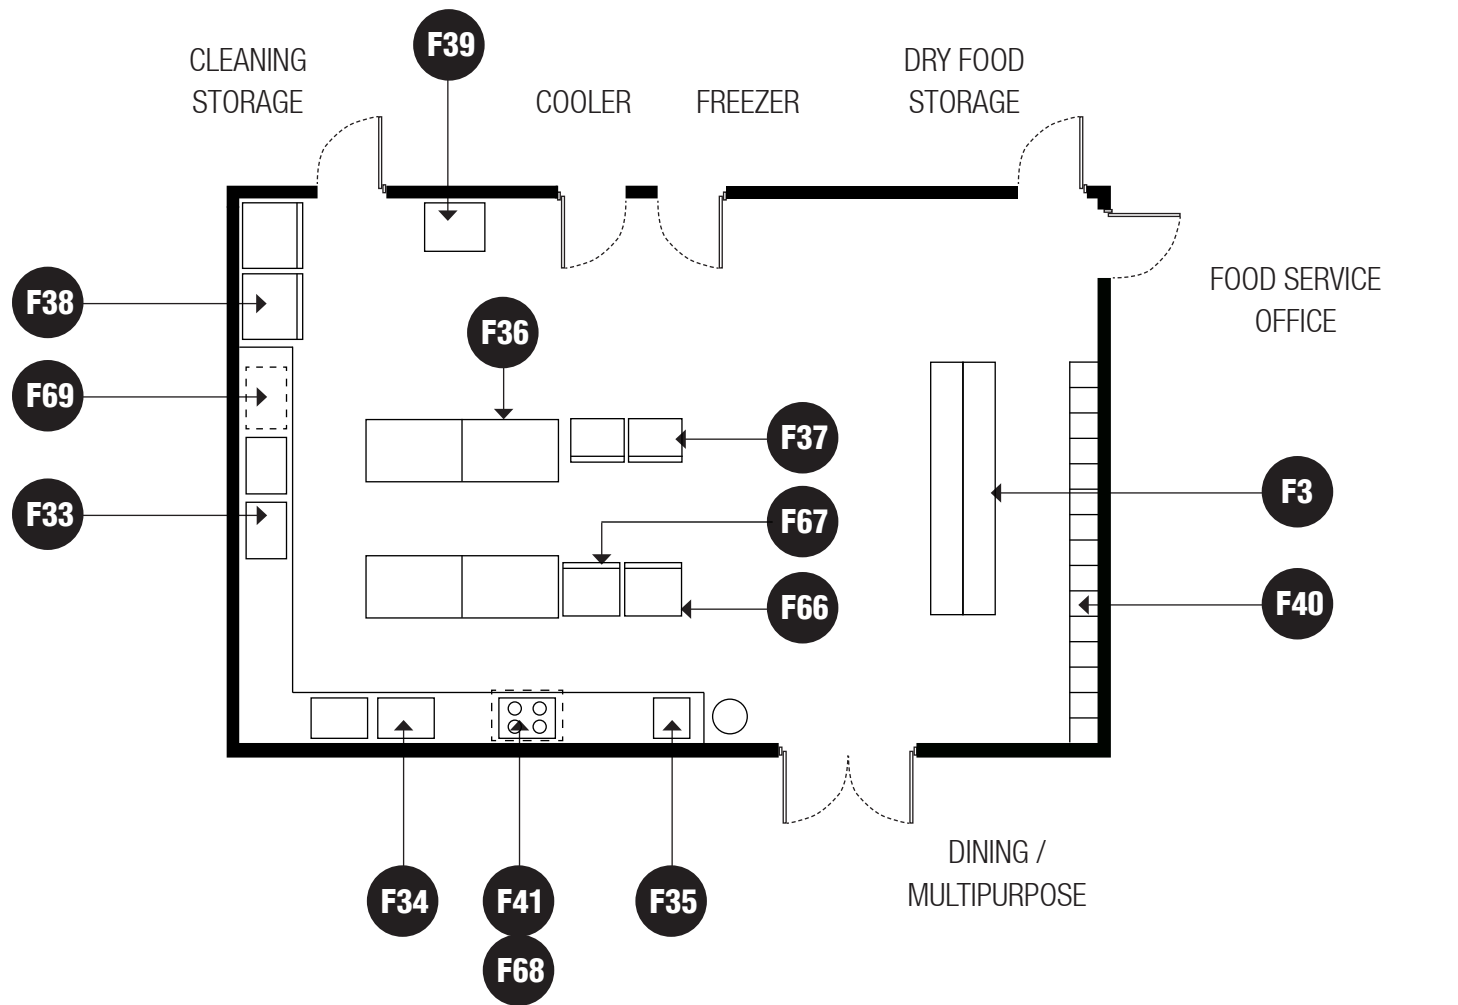 F39
CLEANING
STORAGE
COOLER
FREEZER
DRY FOOD
STORAGE
FOOD SERVICE
OFFICE
F38
F36
F69
F37
F33
F67
F3
F66
F40
DINING /
MULTIPURPOSE
F34
F41
F35
F68